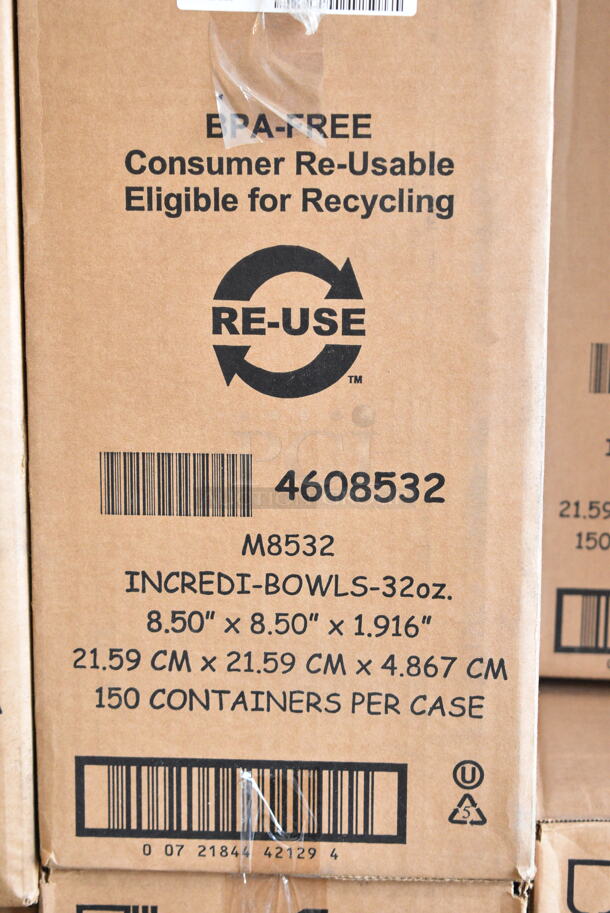 BPA-FREE
Consumer Re-Usable
Eligible for Recycling
RE-USE
TM
4608532
M8532
INCREDI-BOWLS-32oz.
8.50" x 8.50" x 1.916"
21.59 CM x 21.59 CM x 4.867 CM
150 CONTAINERS PER CASE
U
5
0 07 21844 42129 4
21.59
150